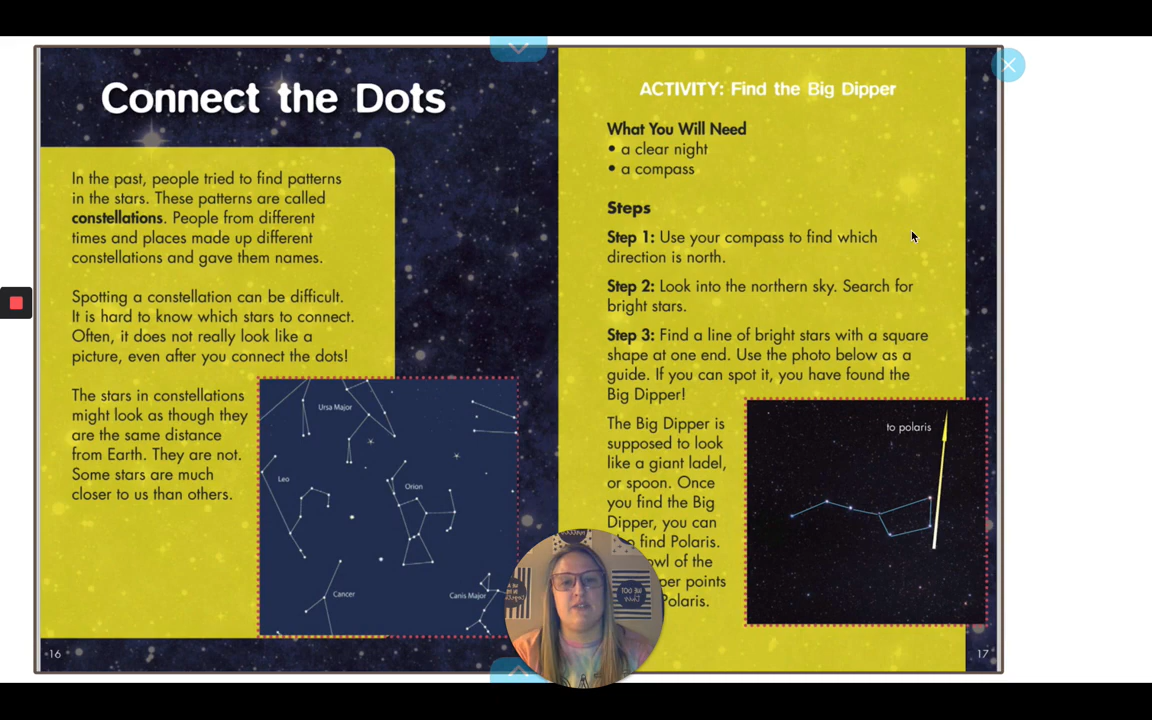 Connect the Dots
In the past, people tried to find patterns
in the stars. These patterns are called
constellations. People from different
times and places made up different
constellations and gave them names.
Spotting a constellation can be difficult.
It is hard to know which stars to connect.
Often, it does not really look like a
picture, even after you connect the dots!
The stars in constellations
might look as though they
are the same distance
from Earth. They are not.
Some stars are much
closer to us than others.
Ursa Major
Leo
Orion
Cancer
Canis Major
16
ACTIVITY: Find the Big Dipper
What You Will Need
• a clear night
• a compass
Steps
Step 1: Use your compass to find which
direction is north.
Step 2: Look into the northern sky. Search for
bright stars.
Step 3: Find a line of bright stars with a square
shape at one end. Use the photo below as a
guide. If you can spot it, you have found the
Big Dipper!
The Big Dipper is
supposed to look
like a giant ladel,
or spoon. Once
you find the Big
Dipper, you can
find Polaris.
of the
points
Polaris.
to polaris
17